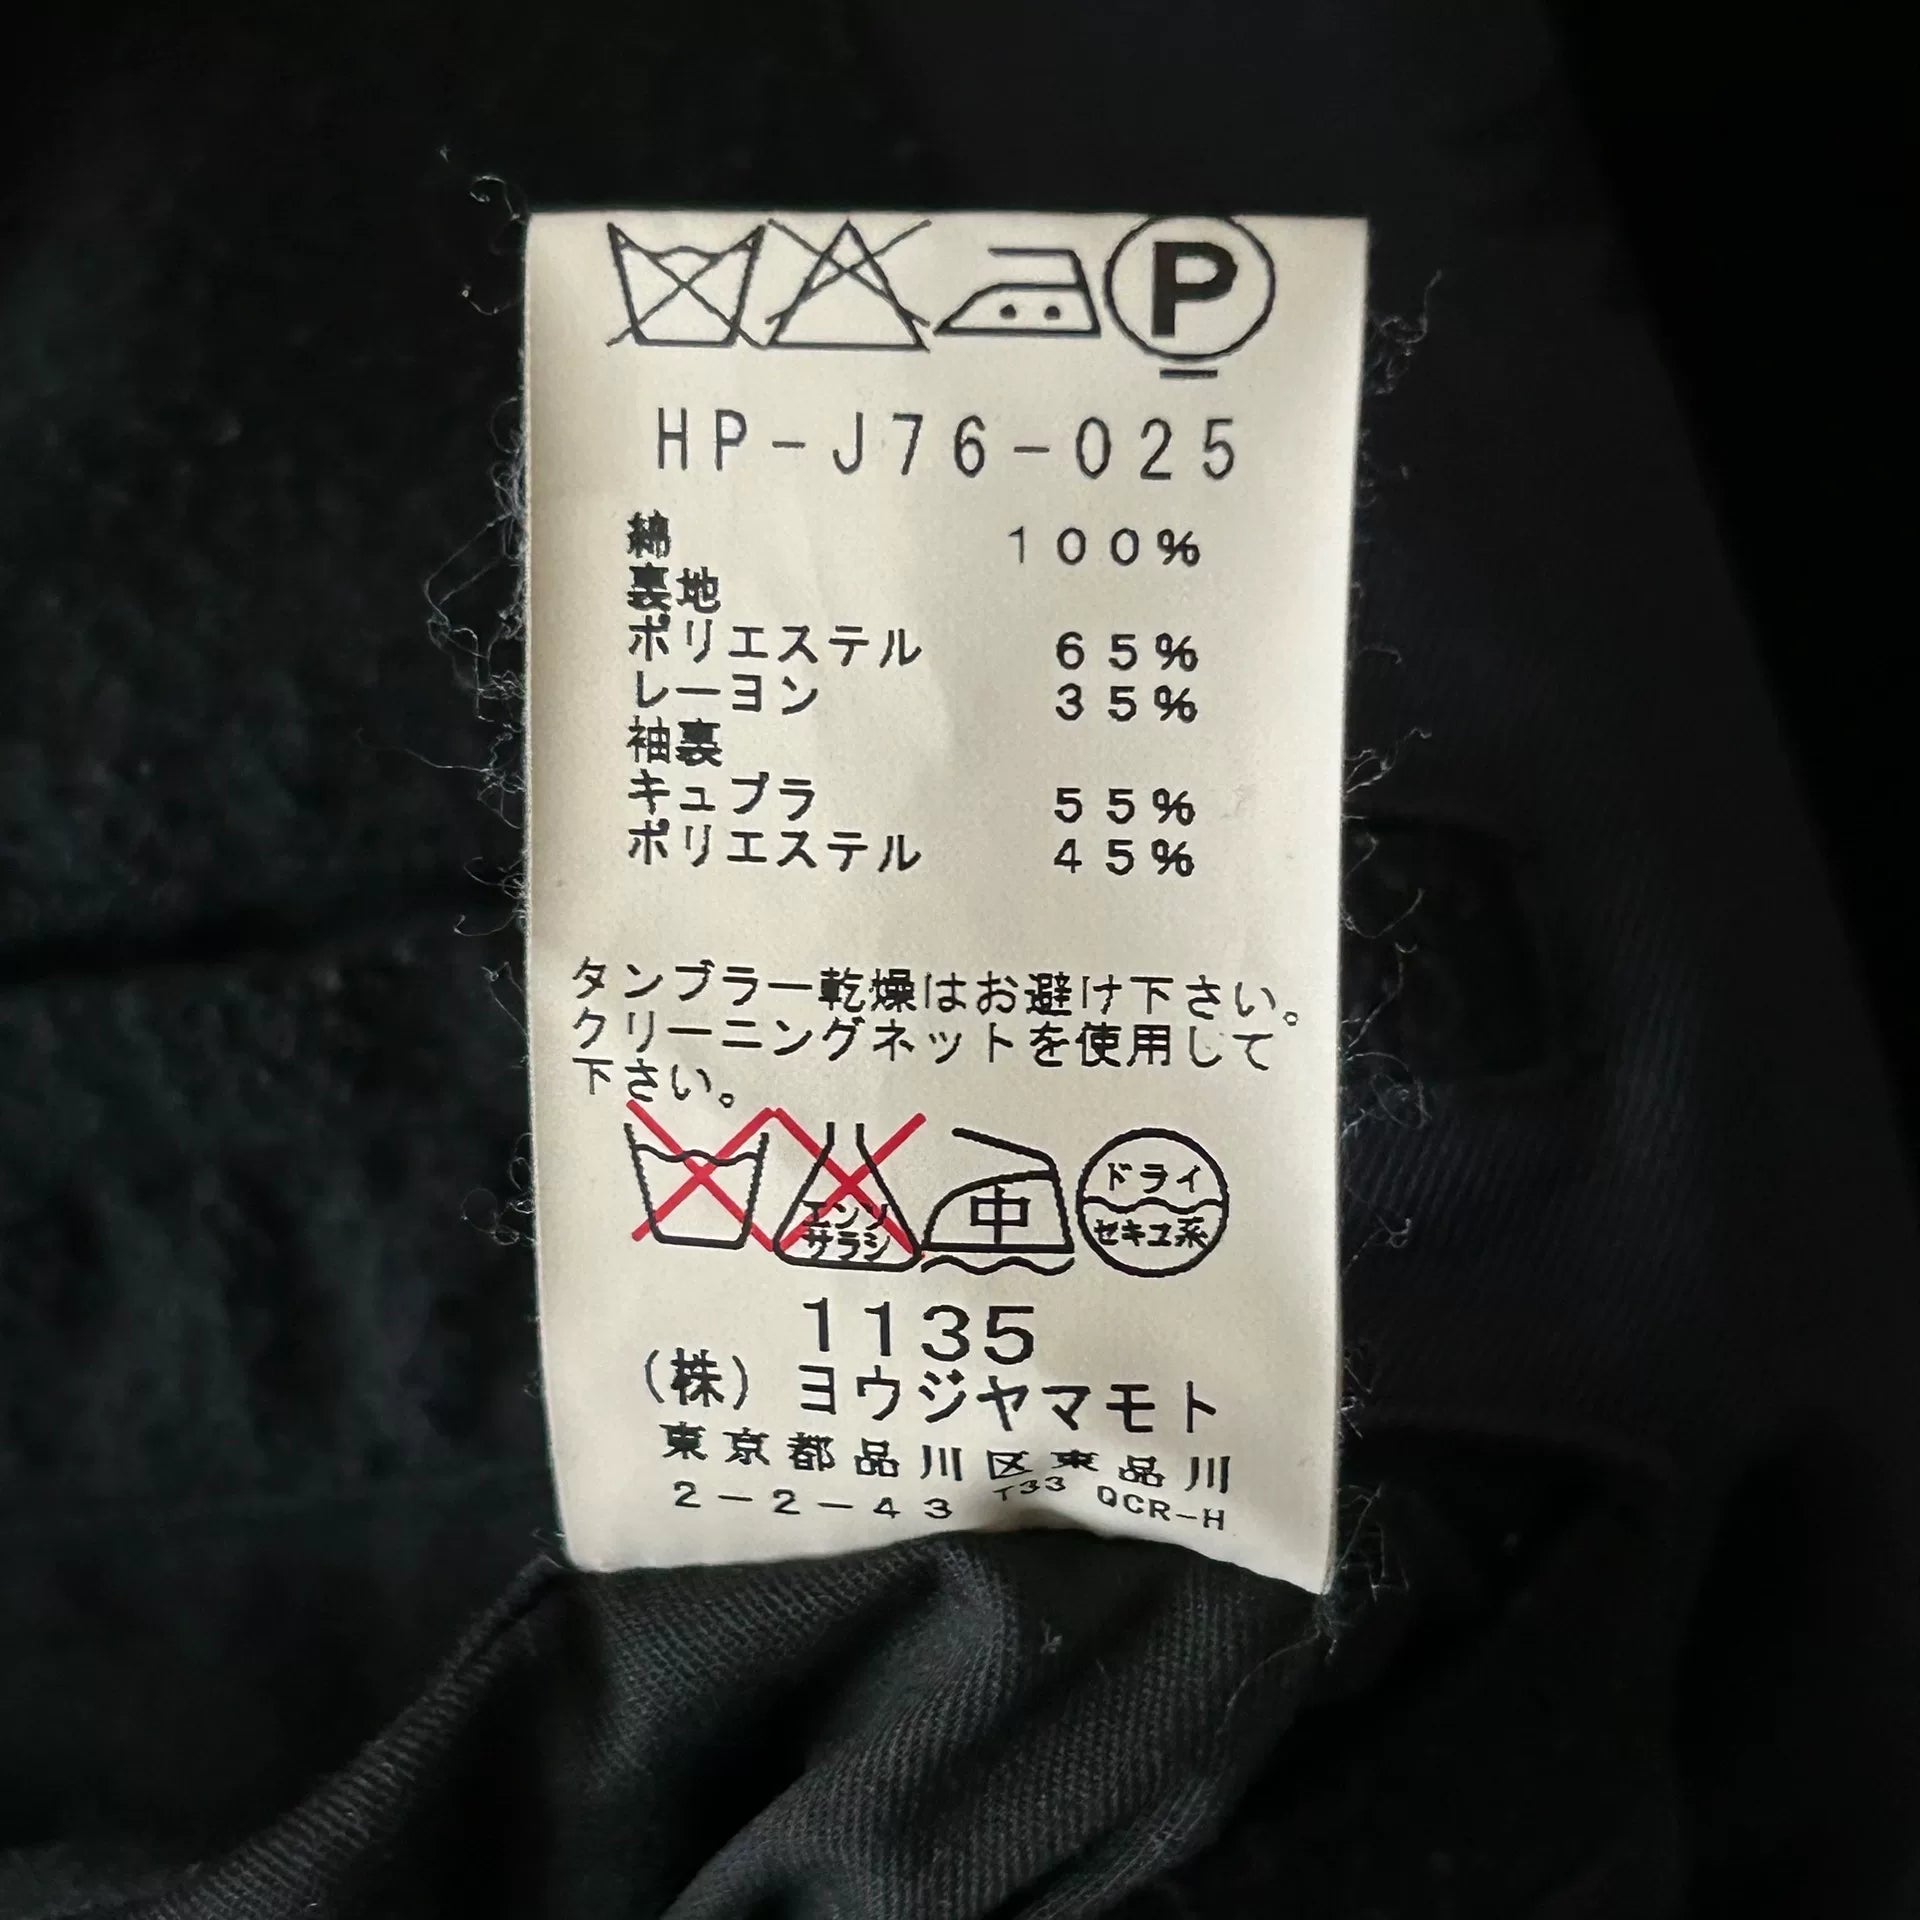 P
HP-J76-025
綿 100%
裏地
ポリエステル 65%
レーヨン 35%
袖裏
キュプラ 55%
ポリエステル 45%
タンブラー乾燥はお避け下さい。
クリーニングネットを使用して
下さい。
エンソ
サラシ
中
ドライ
セキユ系
1135
(株)ヨウジヤマモト
東京都品川区東品川
2-2-43 T33 QCR-H